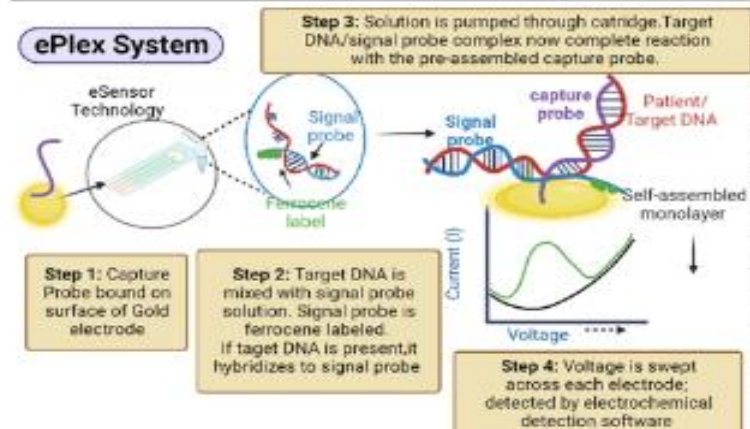 ePlex System
Step 3: Solution is pumped through catridge.Target
DNA/signal probe complex now complete reaction
with the pre-assembled capture probe.
eSensor
Technology
Signal
probe
Ferrocene
label
Signal
probe
capture
probe
Patient/
Target DNA
Self-assembled
monolayer
Current (I)
Voltage
Step 1: Capture
Probe bound on
surface of Gold
electrode
Step 2: Target DNA is
mixed with signal probe
solution. Signal probe is
ferrocene labeled.
If taget DNA is present,it
hybridizes to signal probe
Step 4: Voltage is swept
across each electrode;
detected by electrochemical
detection software